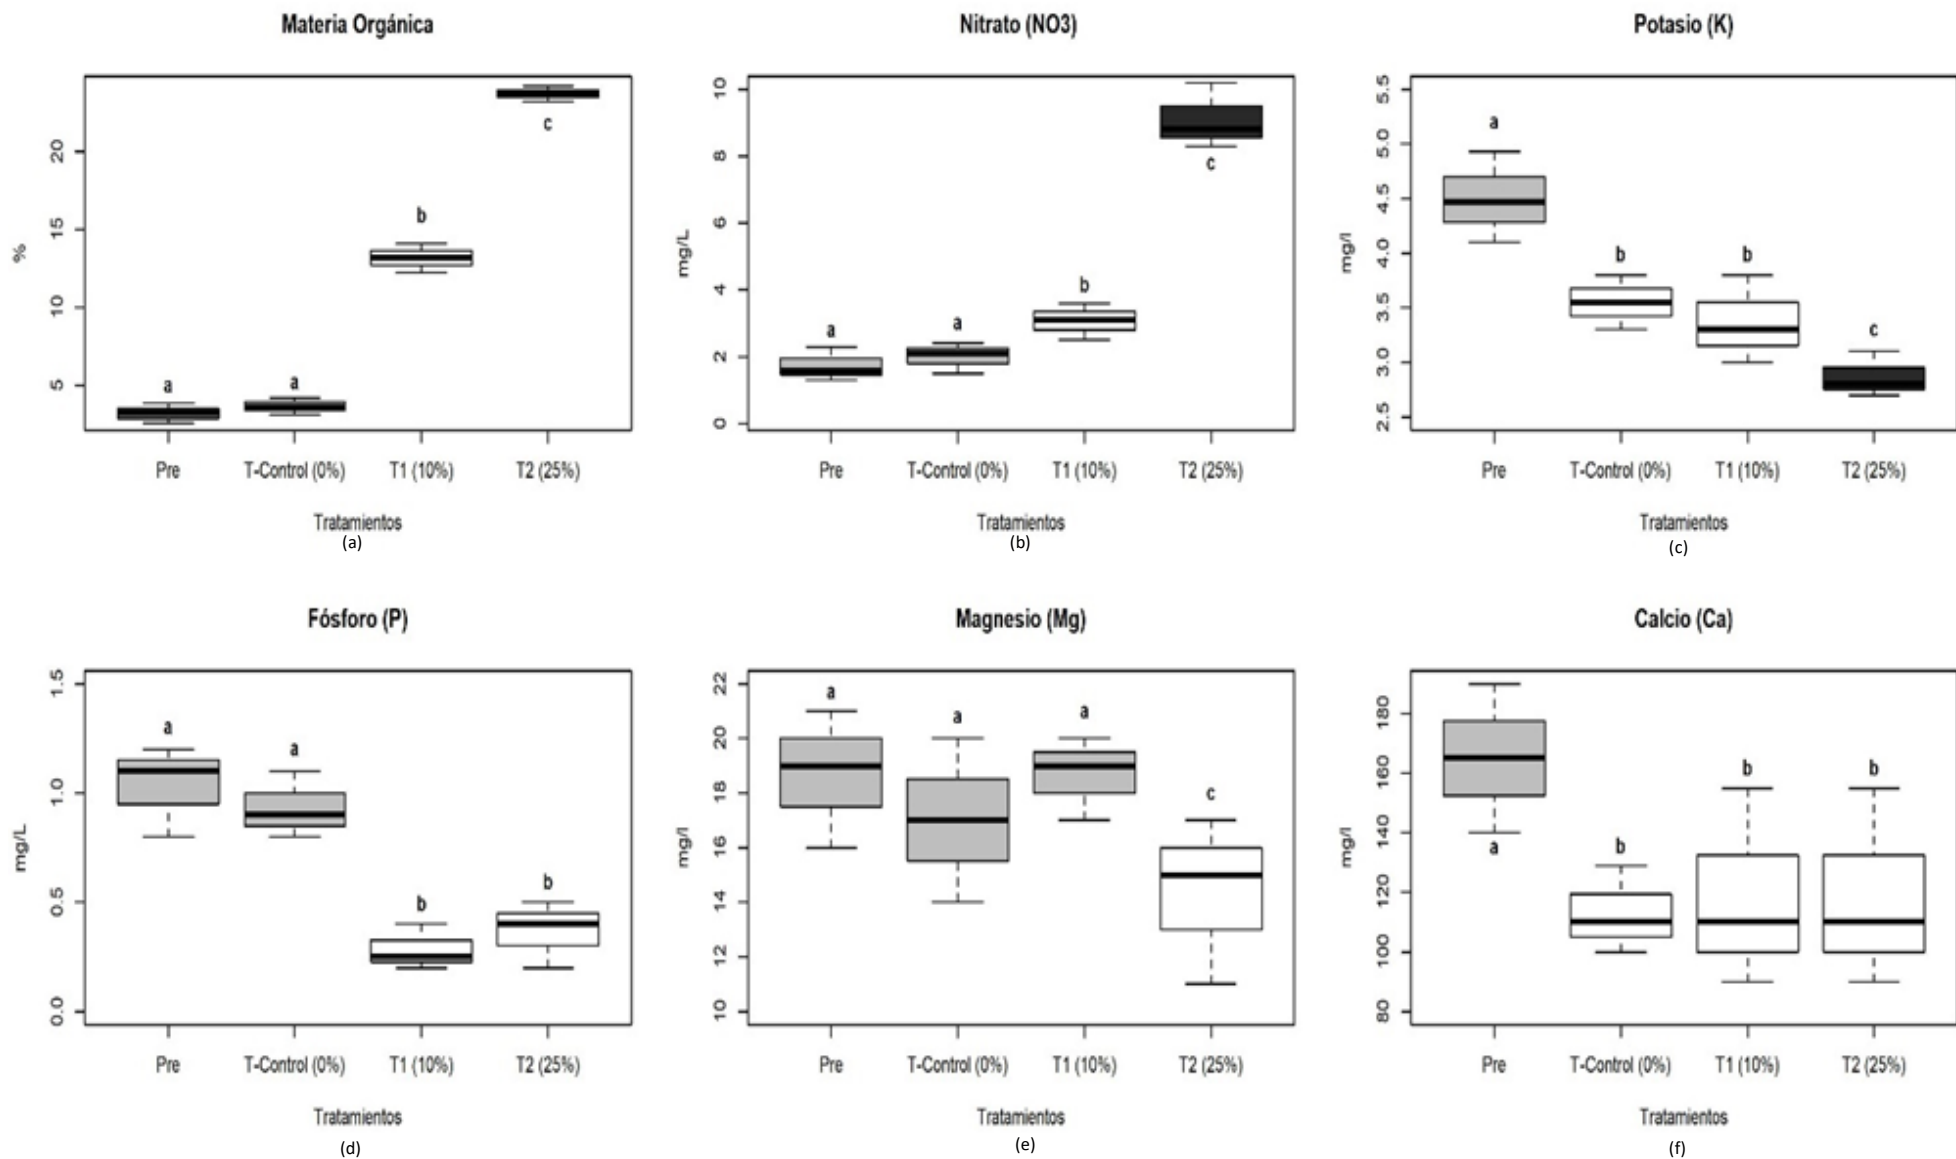 Materia Orgánica
%
20
15
10
5
a
a
b
c
Pre
T-Control (0%)
T1 (10%)
T2 (25%)
Tratamientos
(a)
Nitrato (NO3)
mg/L
10
8
6
4
2
0
a
a
b
c
Pre
T-Control (0%)
T1 (10%)
T2 (25%)
Tratamientos
(b)
Potasio (K)
mg/l
5.5
5.0
4.5
4.0
3.5
3.0
2.5
a
b
b
c
Pre
T-Control (0%)
T1 (10%)
T2 (25%)
Tratamientos
(c)
Fósforo (P)
mg/L
1.5
1.0
0.5
0.0
a
a
b
b
Pre
T-Control (0%)
T1 (10%)
T2 (25%)
Tratamientos
(d)
Magnesio (Mg)
mg/l
22
20
18
16
14
12
10
a
a
a
c
Pre
T-Control (0%)
T1 (10%)
T2 (25%)
Tratamientos
(e)
Calcio (Ca)
mg/l
180
160
140
120
100
80
a
b
b
b
Pre
T-Control (0%)
T1 (10%)
T2 (25%)
Tratamientos
(f)